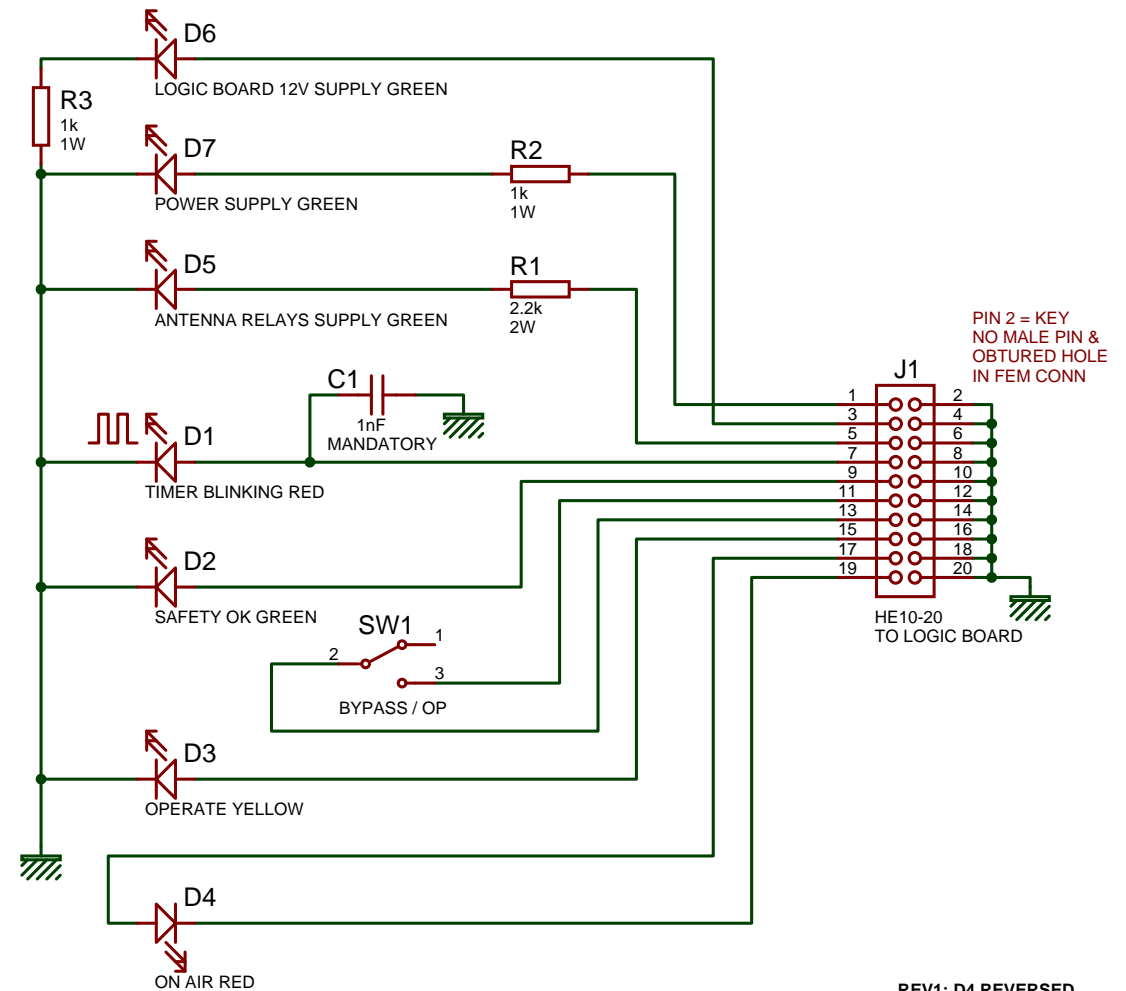 D6
LOGIC BOARD 12V SUPPLY GREEN
R3
1k
1W
D7
POWER SUPPLY GREEN
R2
1k
1W
D5
ANTENNA RELAYS SUPPLY GREEN
R1
2.2k
2W
PIN 2 = KEY
NO MALE PIN &
OBTURED HOLE
IN FEM CONN
J1
1 2
3 4
5 6
7 8
9 10
11 12
13 14
15 16
17 18
19 20
HE10-20
TO LOGIC BOARD
C1
1nF
MANDATORY
D1
TIMER BLINKING RED
D2
SAFETY OK GREEN
SW1
1
2
3
BYPASS / OP
D3
OPERATE YELLOW
D4
ON AIR RED
REV1: D4 REVERSED